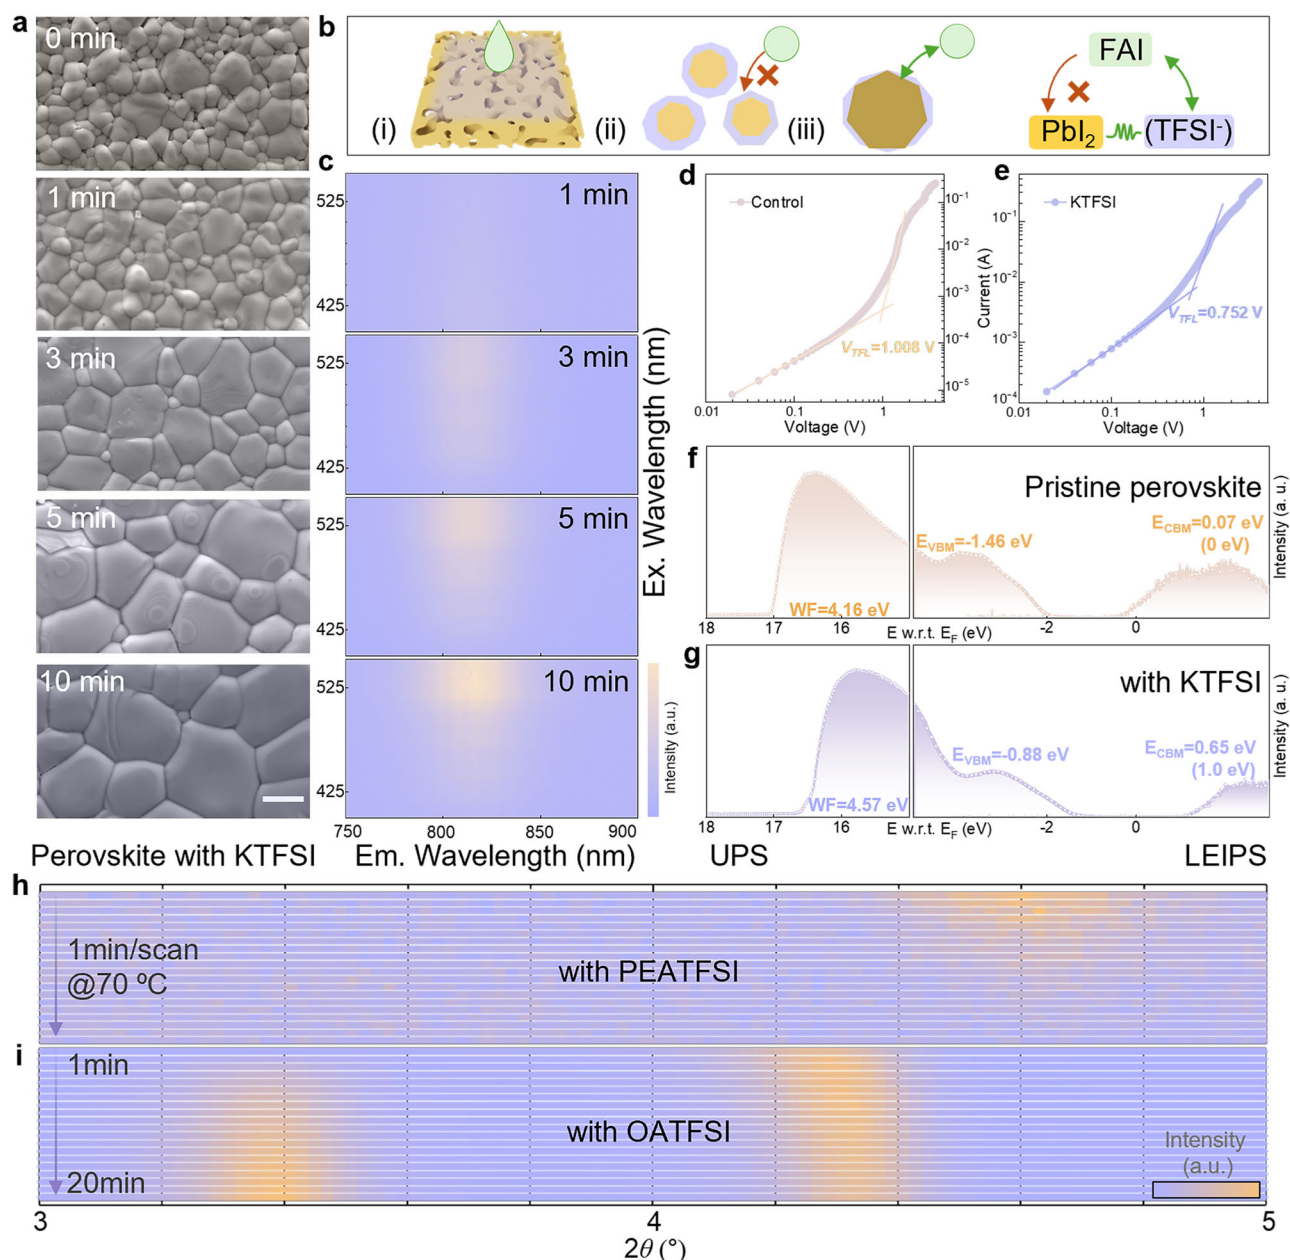 a
0 min
1 min
3 min
5 min
10 min
Perovskite with KTFSI
b
(i)
(ii)
(iii)
FAI
PbI2
(TFSI-)
c
1 min
525
425
3 min
525
425
5 min
525
425
10 min
525
425
750
800
850
900
Em. Wavelength (nm)
Ex. Wavelength (nm)
Intensity (a.u.)
d
Control
VTFL=1.008 V
10-1
10-2
10-3
10-4
10-5
Current (A)
0.01
0.1
1
Voltage (V)
e
KTFSI
VTFL=0.752 V
10-1
10-2
10-3
10-4
0.01
0.1
1
Voltage (V)
f
Pristine perovskite
EVBM=-1.46 eV
ECBM=0.07 eV
(0 eV)
WF=4.16 eV
Intensity (a. u.)
18
17
16
-2
0
E w.r.t. EF (eV)
g
with KTFSI
EVBM=-0.88 eV
ECBM=0.65 eV
(1.0 eV)
WF=4.57 eV
Intensity (a. u.)
18
17
16
-2
0
E w.r.t. EF (eV)
UPS
LEIPS
h
1min/scan
@70 ºC
with PEATFSI
i
1min
with OATFSI
20min
Intensity
(a.u.)
3
4
5
2θ (°)